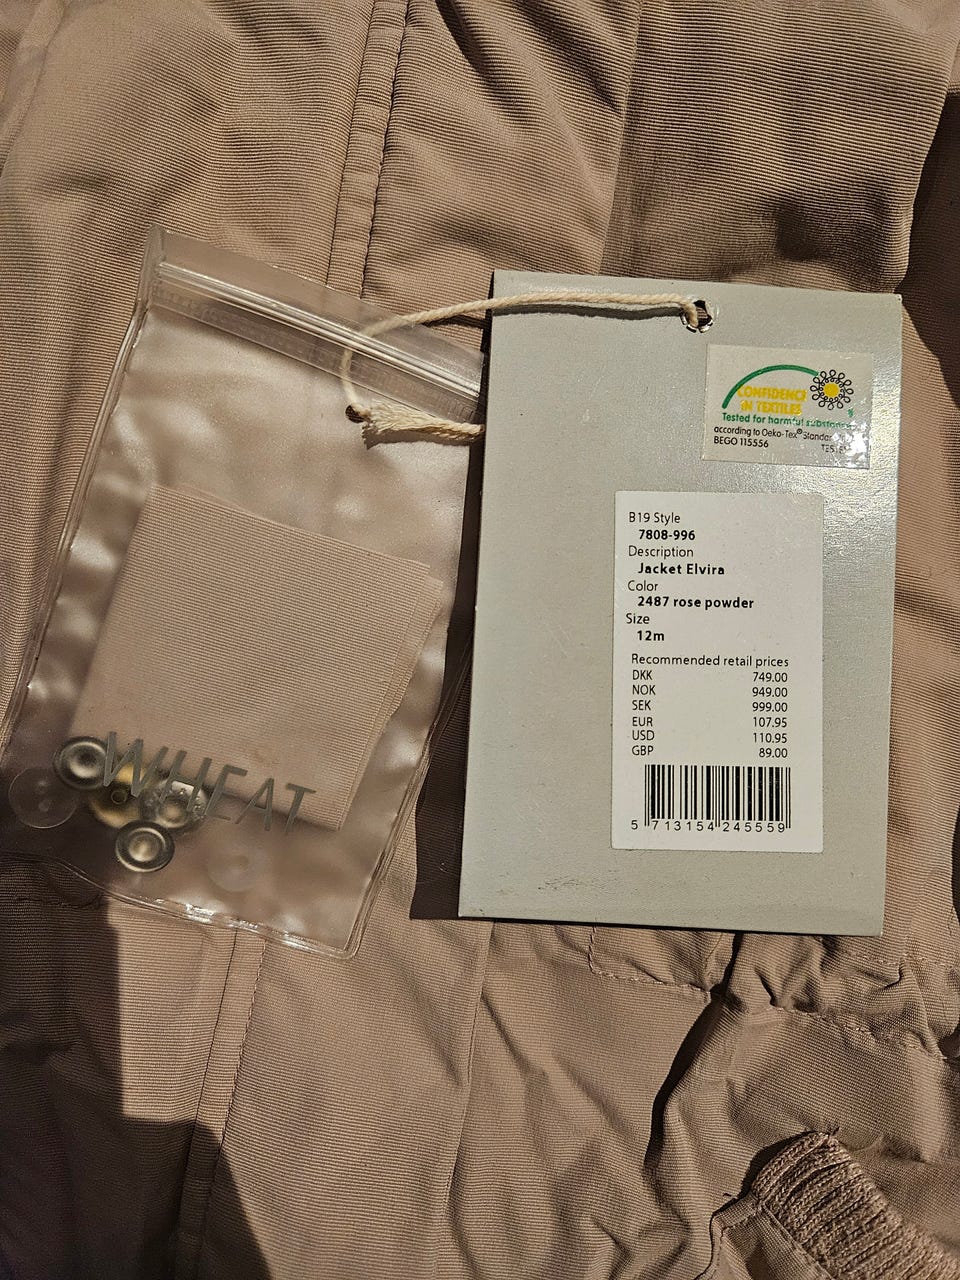 WHEAT
CONFIDENCE
IN TEXTILES
Tested for harmful substances
according to Oeko-Tex® Standard
BEGO 115556
B19 Style
7808-996
Description
Jacket Elvira
Color
2487 rose powder
Size
12m
Recommended retail prices
DKK 749.00
NOK 949.00
SEK 999.00
EUR 107.95
USD 110.95
GBP 89.00
5 713154 245559